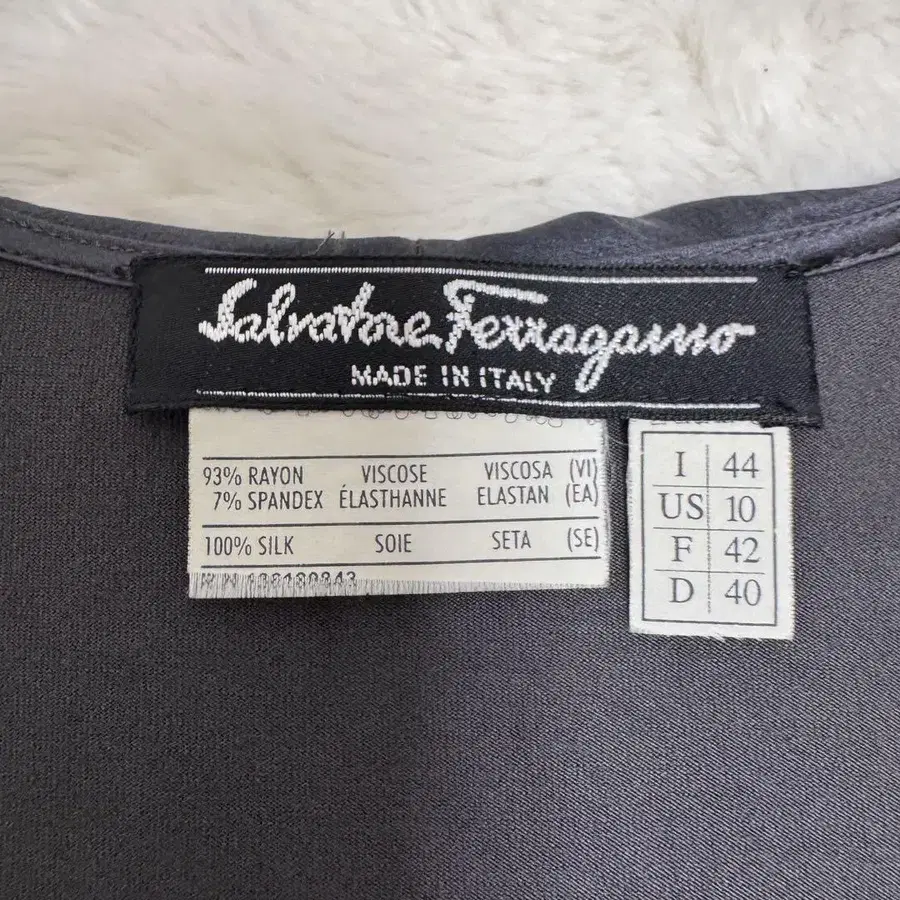 Salvatore Ferragamo
MADE IN ITALY
93% RAYON VISCOSE VISCOSA (VI)
7% SPANDEX ÉLASTHANNE ELASTAN (EA)
100% SILK SOIE SETA (SE)
I 44
US 10
F 42
D 40